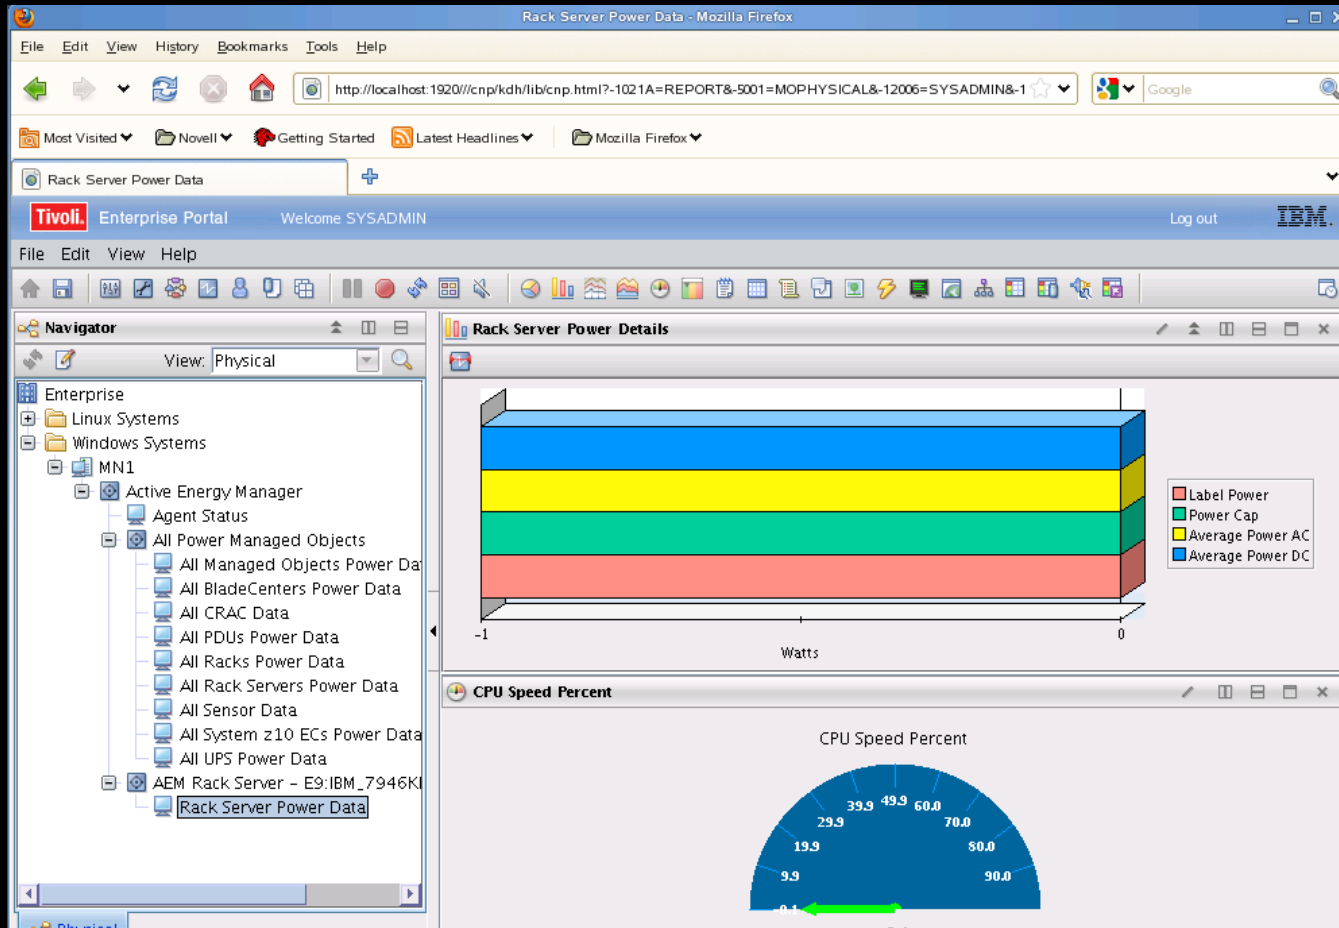 Rack Server Power Data - Mozilla Firefox
File Edit View History Bookmarks Tools Help
http://localhost:1920///cnp/kdh/lib/cnp.html?-1021A=REPORT&-5001=MOPHYSICAL&-12006=SYSADMIN&-1
Google
Most Visited Novell Getting Started Latest Headlines Mozilla Firefox
Rack Server Power Data
Tivoli. Enterprise Portal Welcome SYSADMIN Log out IBM.
File Edit View Help
Navigator
View: Physical
Enterprise
Linux Systems
Windows Systems
MN1
Active Energy Manager
Agent Status
All Power Managed Objects
All Managed Objects Power Da
All BladeCenters Power Data
All CRAC Data
All PDUs Power Data
All Racks Power Data
All Rack Servers Power Data
All Sensor Data
All System z10 ECs Power Data
All UPS Power Data
AEM Rack Server - E9:IBM_7946K
Rack Server Power Data
Physical
Rack Server Power Details
Label Power
Power Cap
Average Power AC
Average Power DC
-1
0
Watts
CPU Speed Percent
CPU Speed Percent
-0.1
9.9
19.9
29.9
39.9
49.9
60.0
70.0
80.0
90.0